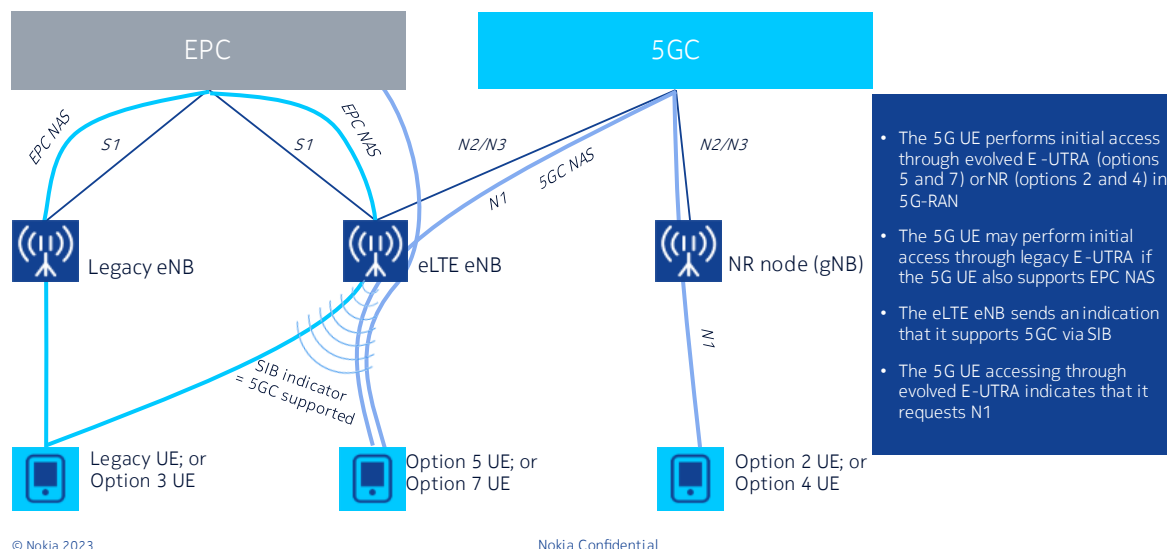 EPC
5GC
EPC NAS
S1
S1
EPC NAS
N2/N3
N1
5GC NAS
N2/N3
Legacy eNB
eLTE eNB
NR node (gNB)
N1
SIB indicator
= 5GC supported
Legacy UE; or
Option 3 UE
Option 5 UE; or
Option 7 UE
Option 2 UE; or
Option 4 UE
• The 5G UE performs initial access
through evolved E-UTRA (options
5 and 7) or NR (options 2 and 4) in
5G-RAN
• The 5G UE may perform initial
access through legacy E-UTRA if
the 5G UE also supports EPC NAS
• The eLTE eNB sends an indication
that it supports 5GC via SIB
• The 5G UE accessing through
evolved E-UTRA indicates that it
requests N1
© Nokia 2023
Nokia Confidential